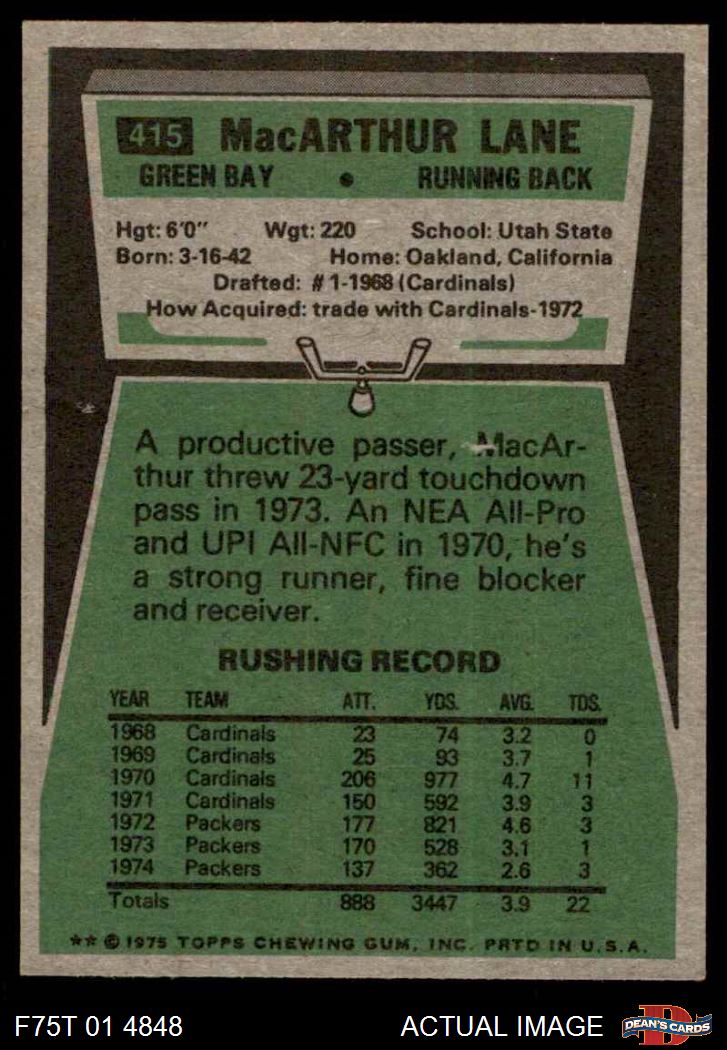 415 MacARTHUR LANE
GREEN BAY • RUNNING BACK
Hgt: 6'0" Wgt: 220 School: Utah State
Born: 3-16-42 Home: Oakland, California
Drafted: #1-1968 (Cardinals)
How Acquired: trade with Cardinals-1972
A productive passer, MacAr-
thur threw 23-yard touchdown
pass in 1973. An NEA All-Pro
and UPI All-NFC in 1970, he's
a strong runner, fine blocker
and receiver.
RUSHING RECORD
YEAR TEAM ATT. YDS. AVG. TDS.
1968 Cardinals 23 74 3.2 0
1969 Cardinals 25 93 3.7 1
1970 Cardinals 206 977 4.7 11
1971 Cardinals 150 592 3.9 3
1972 Packers 177 821 4.6 3
1973 Packers 170 528 3.1 1
1974 Packers 137 362 2.6 3
Totals 888 3447 3.9 22
** © 1975 TOPPS CHEWING GUM, INC. PRTD IN U.S.A.
F75T 01 4848 ACTUAL IMAGE DEAN'S CARDS